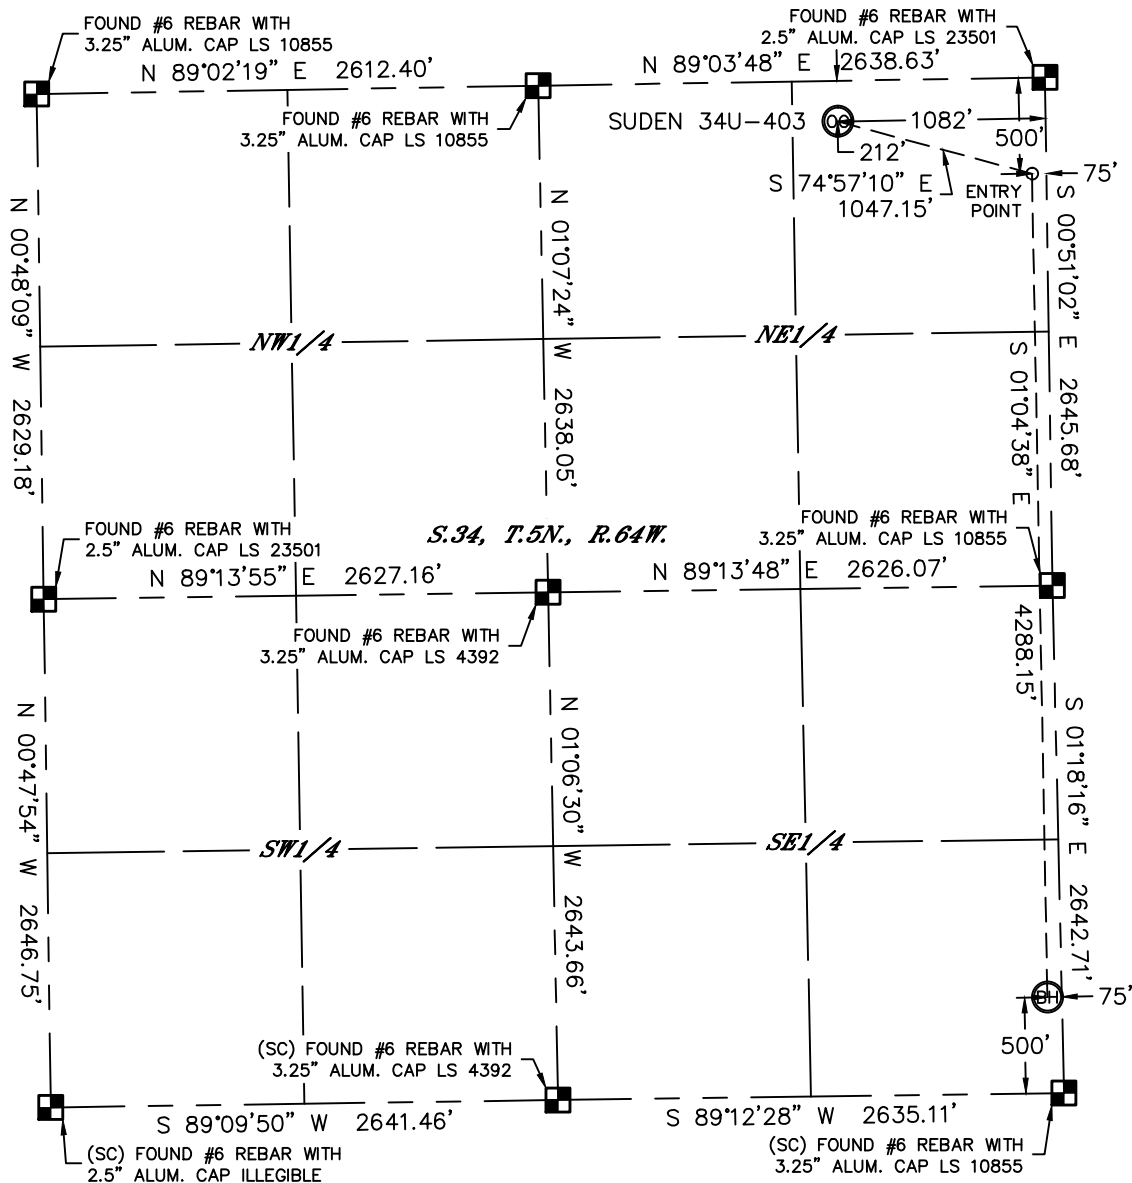 FOUND #6 REBAR WITH
3.25" ALUM. CAP LS 10855
N 89°02'19" E 2612.40'
FOUND #6 REBAR WITH
2.5" ALUM. CAP LS 23501
N 89°03'48" E 2638.63'
FOUND #6 REBAR WITH
3.25" ALUM. CAP LS 10855
SUDEN 34U-403
OG
1082'
500'
212'
S 74°57'10" E
1047.15'
ENTRY
POINT
75'
N 00°48'09" W 2629.18'
N 01°07'24" W 2638.05'
S 00°51'02" E 2645.68'
S 01°04'38" E 4288.15'
NW1/4
NE1/4
S.34, T.5N., R.64W.
FOUND #6 REBAR WITH
2.5" ALUM. CAP LS 23501
FOUND #6 REBAR WITH
3.25" ALUM. CAP LS 10855
N 89°13'55" E 2627.16'
N 89°13'48" E 2626.07'
FOUND #6 REBAR WITH
3.25" ALUM. CAP LS 4392
N 00°47'54" W 2646.75'
N 01°06'30" W 2643.66'
S 01°18'16" E 2642.71'
SW1/4
SE1/4
BH
75'
500'
(SC) FOUND #6 REBAR WITH
3.25" ALUM. CAP LS 4392
S 89°09'50" W 2641.46'
S 89°12'28" W 2635.11'
(SC) FOUND #6 REBAR WITH
2.5" ALUM. CAP ILLEGIBLE
(SC) FOUND #6 REBAR WITH
3.25" ALUM. CAP LS 10855